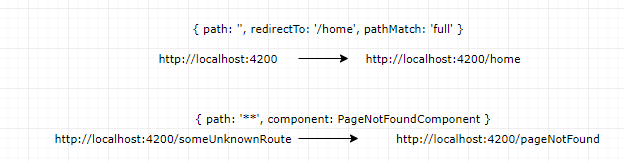 { path: '', redirectTo: '/home', pathMatch: 'full' }
http://localhost:4200 http://localhost:4200/home
{ path: '**', component: PageNotFoundComponent }
http://localhost:4200/someUnknownRoute http://localhost:4200/pageNotFound